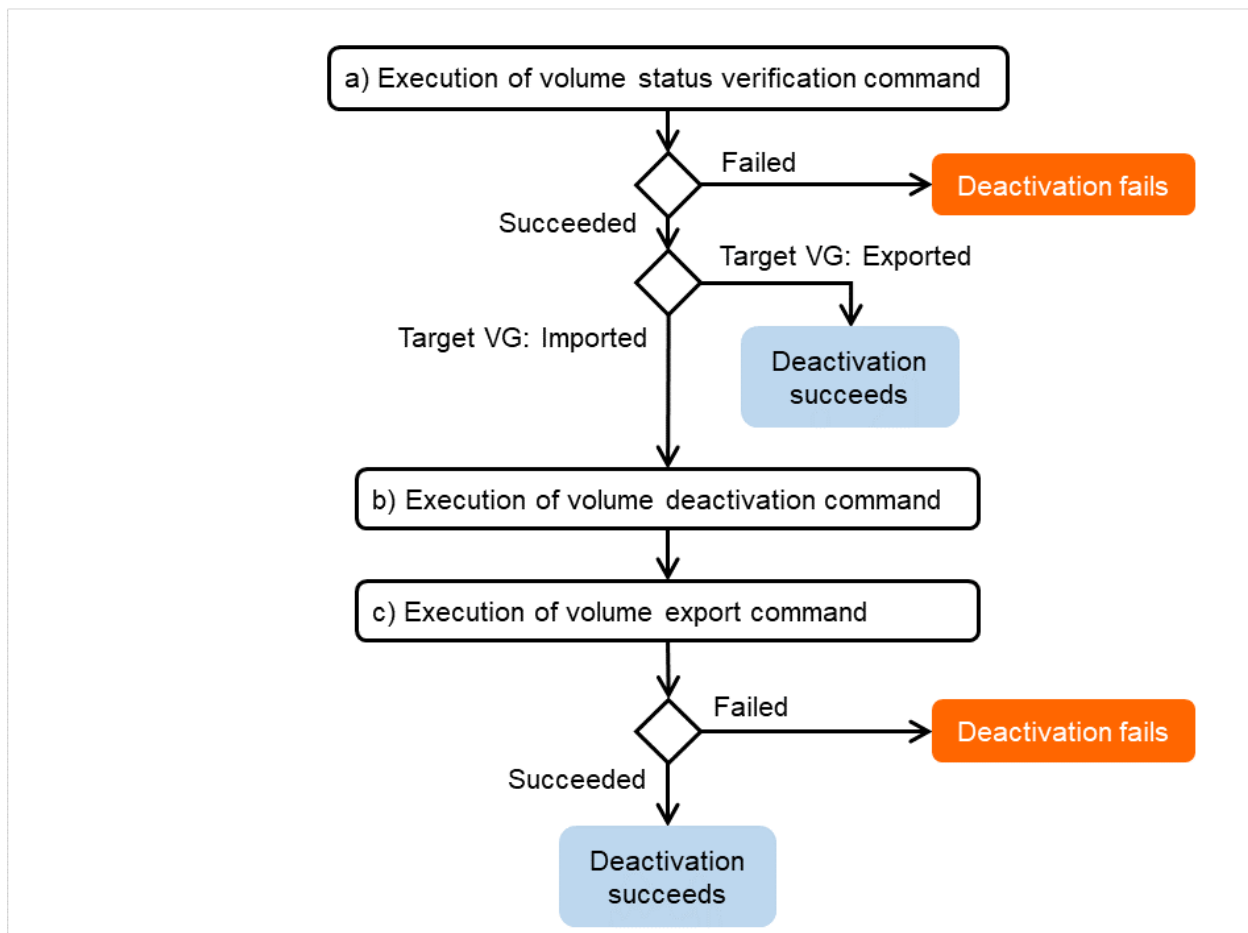 a) Execution of volume status verification command
Failed
Deactivation fails
Succeeded
Target VG: Exported
Target VG: Imported
Deactivation
succeeds
b) Execution of volume deactivation command
c) Execution of volume export command
Failed
Deactivation fails
Succeeded
Deactivation
succeeds